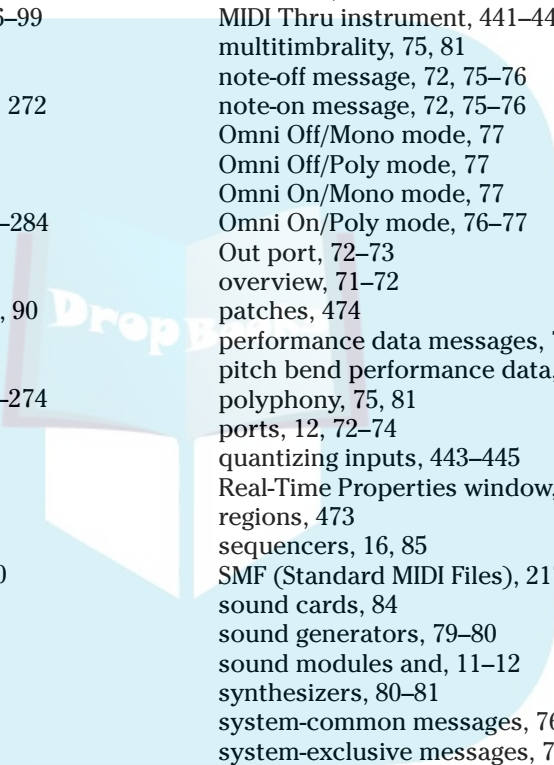 6–99
272
–284
, 90
–274
0
MIDI Thru instrument, 441–44
multitimbrality, 75, 81
note-off message, 72, 75–76
note-on message, 72, 75–76
Omni Off/Mono mode, 77
Omni Off/Poly mode, 77
Omni On/Mono mode, 77
Omni On/Poly mode, 76–77
Out port, 72–73
overview, 71–72
patches, 474
performance data messages, 7
pitch bend performance data,
polyphony, 75, 81
ports, 12, 72–74
quantizing inputs, 443–445
Real-Time Properties window,
regions, 473
sequencers, 16, 85
SMF (Standard MIDI Files), 21
sound cards, 84
sound generators, 79–80
sound modules and, 11–12
synthesizers, 80–81
system-common messages, 76
system-exclusive messages, 7
DropBooks